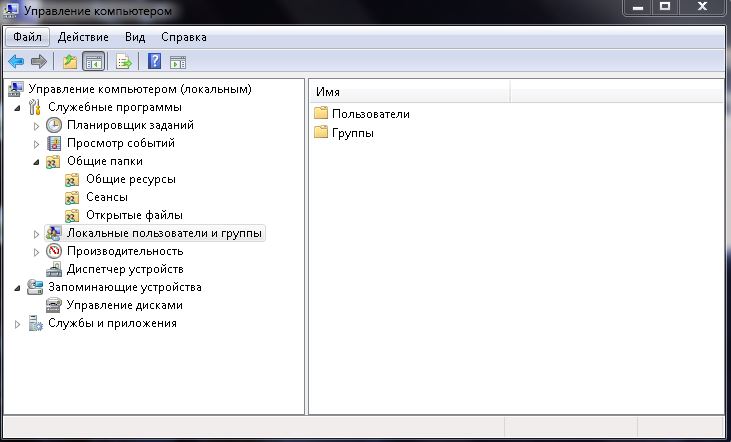 Управление компьютером
Файл Действие Вид Справка
Управление компьютером (локальным)
Служебные программы
Планировщик заданий
Просмотр событий
Общие папки
Общие ресурсы
Сеансы
Открытые файлы
Локальные пользователи и группы
Производительность
Диспетчер устройств
Запоминающие устройства
Управление дисками
Службы и приложения
Имя
Пользователи
Группы